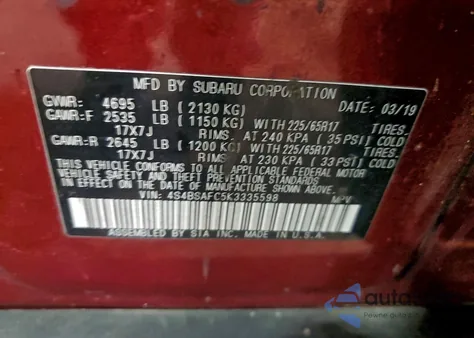 MFD BY SUBARU CORPORATION
GVWR: 4695 LB ( 2130 KG) DATE: 03/19
GAWR:F 2535 LB ( 1150 KG) WITH 225/65R17 TIRES.
17X7J RIMS. AT 240 KPA ( 35 PSI) COLD
GAWR:R 2645 LB ( 1200 KG) WITH 225/65R17 TIRES.
17X7J RIMS. AT 230 KPA ( 33 PSI) COLD
THIS VEHICLE CONFORMS TO ALL APPLICABLE FEDERAL
MOTOR VEHICLE SAFETY, BUMPER, AND THEFT PREVENTION STANDARDS IN EFFECT ON THE DATE OF
MANUFACTURE SHOWN ABOVE.
VIN: 4S4BSAFC5K3335598 MPV
ASSEMBLED BY SIA INC. MADE IN U.S.A.